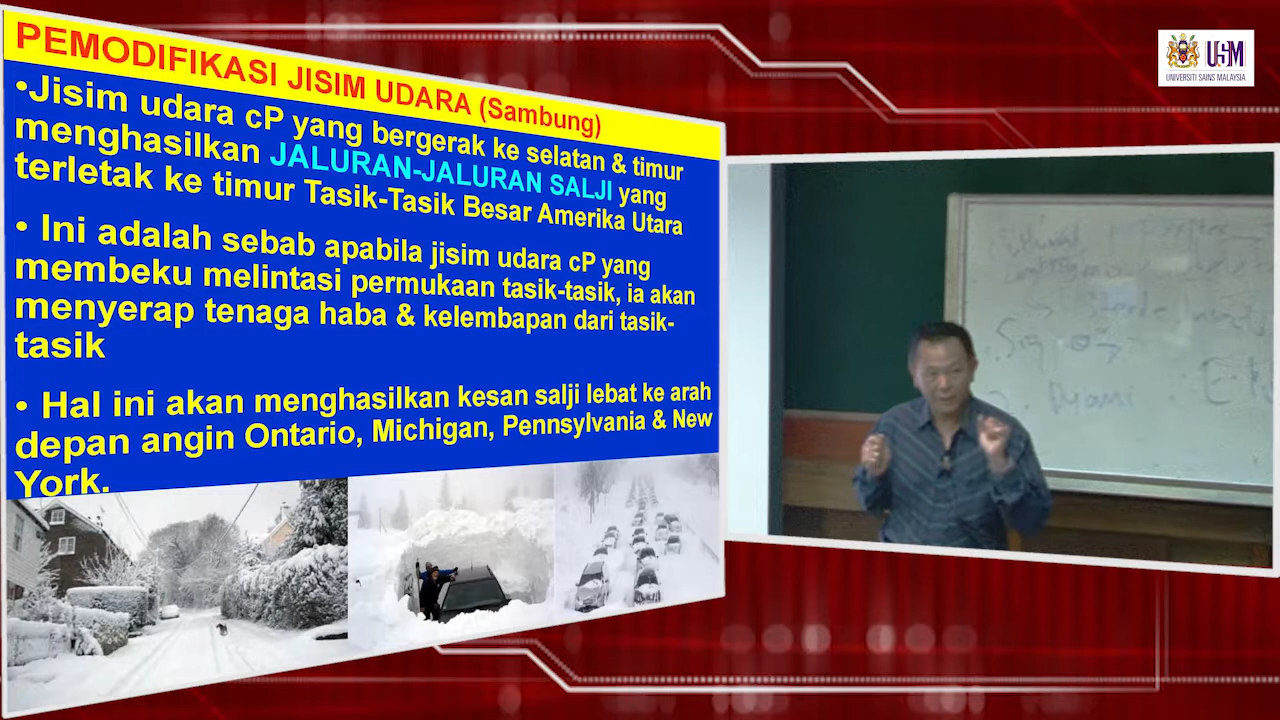 PEMODIFIKASI JISIM UDARA (Sambung)
•Jisim udara cP yang bergerak ke selatan & timur
menghasilkan JALURAN-JALURAN SALJI yang
terletak ke timur Tasik-Tasik Besar Amerika Utara
• Ini adalah sebab apabila jisim udara cP yang
membeku melintasi permukaan tasik-tasik, ia akan
menyerap tenaga haba & kelembapan dari tasik-
tasik
• Hal ini akan menghasilkan kesan salji lebat ke arah
depan angin Ontario, Michigan, Pennsylvania & New
York.
USM
UNIVERSITI SAINS MALAYSIA